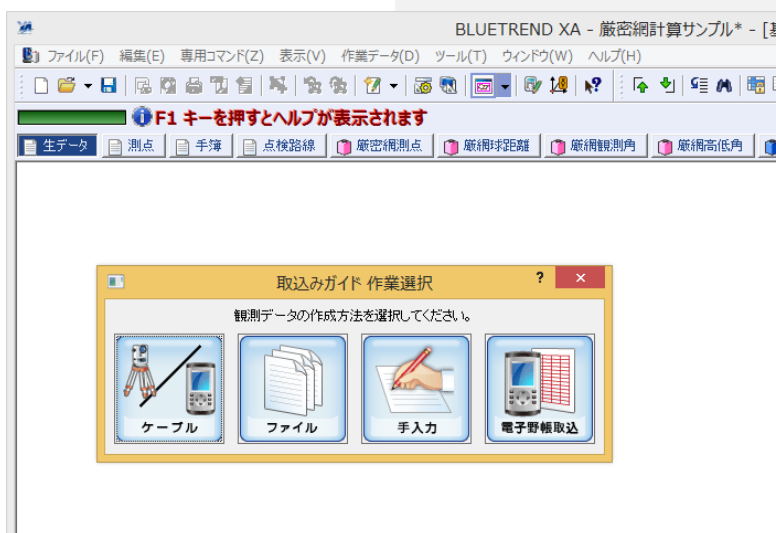 BLUETREND XA - 厳密網計算サンプル* - [基
ファイル(F) 編集(E) 専用コマンド(Z) 表示(V) 作業データ(D) ツール(T) ウィンドウ(W) ヘルプ(H)
F1 キーを押すとヘルプが表示されます
生データ 測点 手簿 点検路線 厳密網測点 厳網球距離 厳網観測角 厳網高低角
取込みガイド 作業選択 ?
観測データの作成方法を選択してください。
ケーブル ファイル 手入力 電子野帳取込